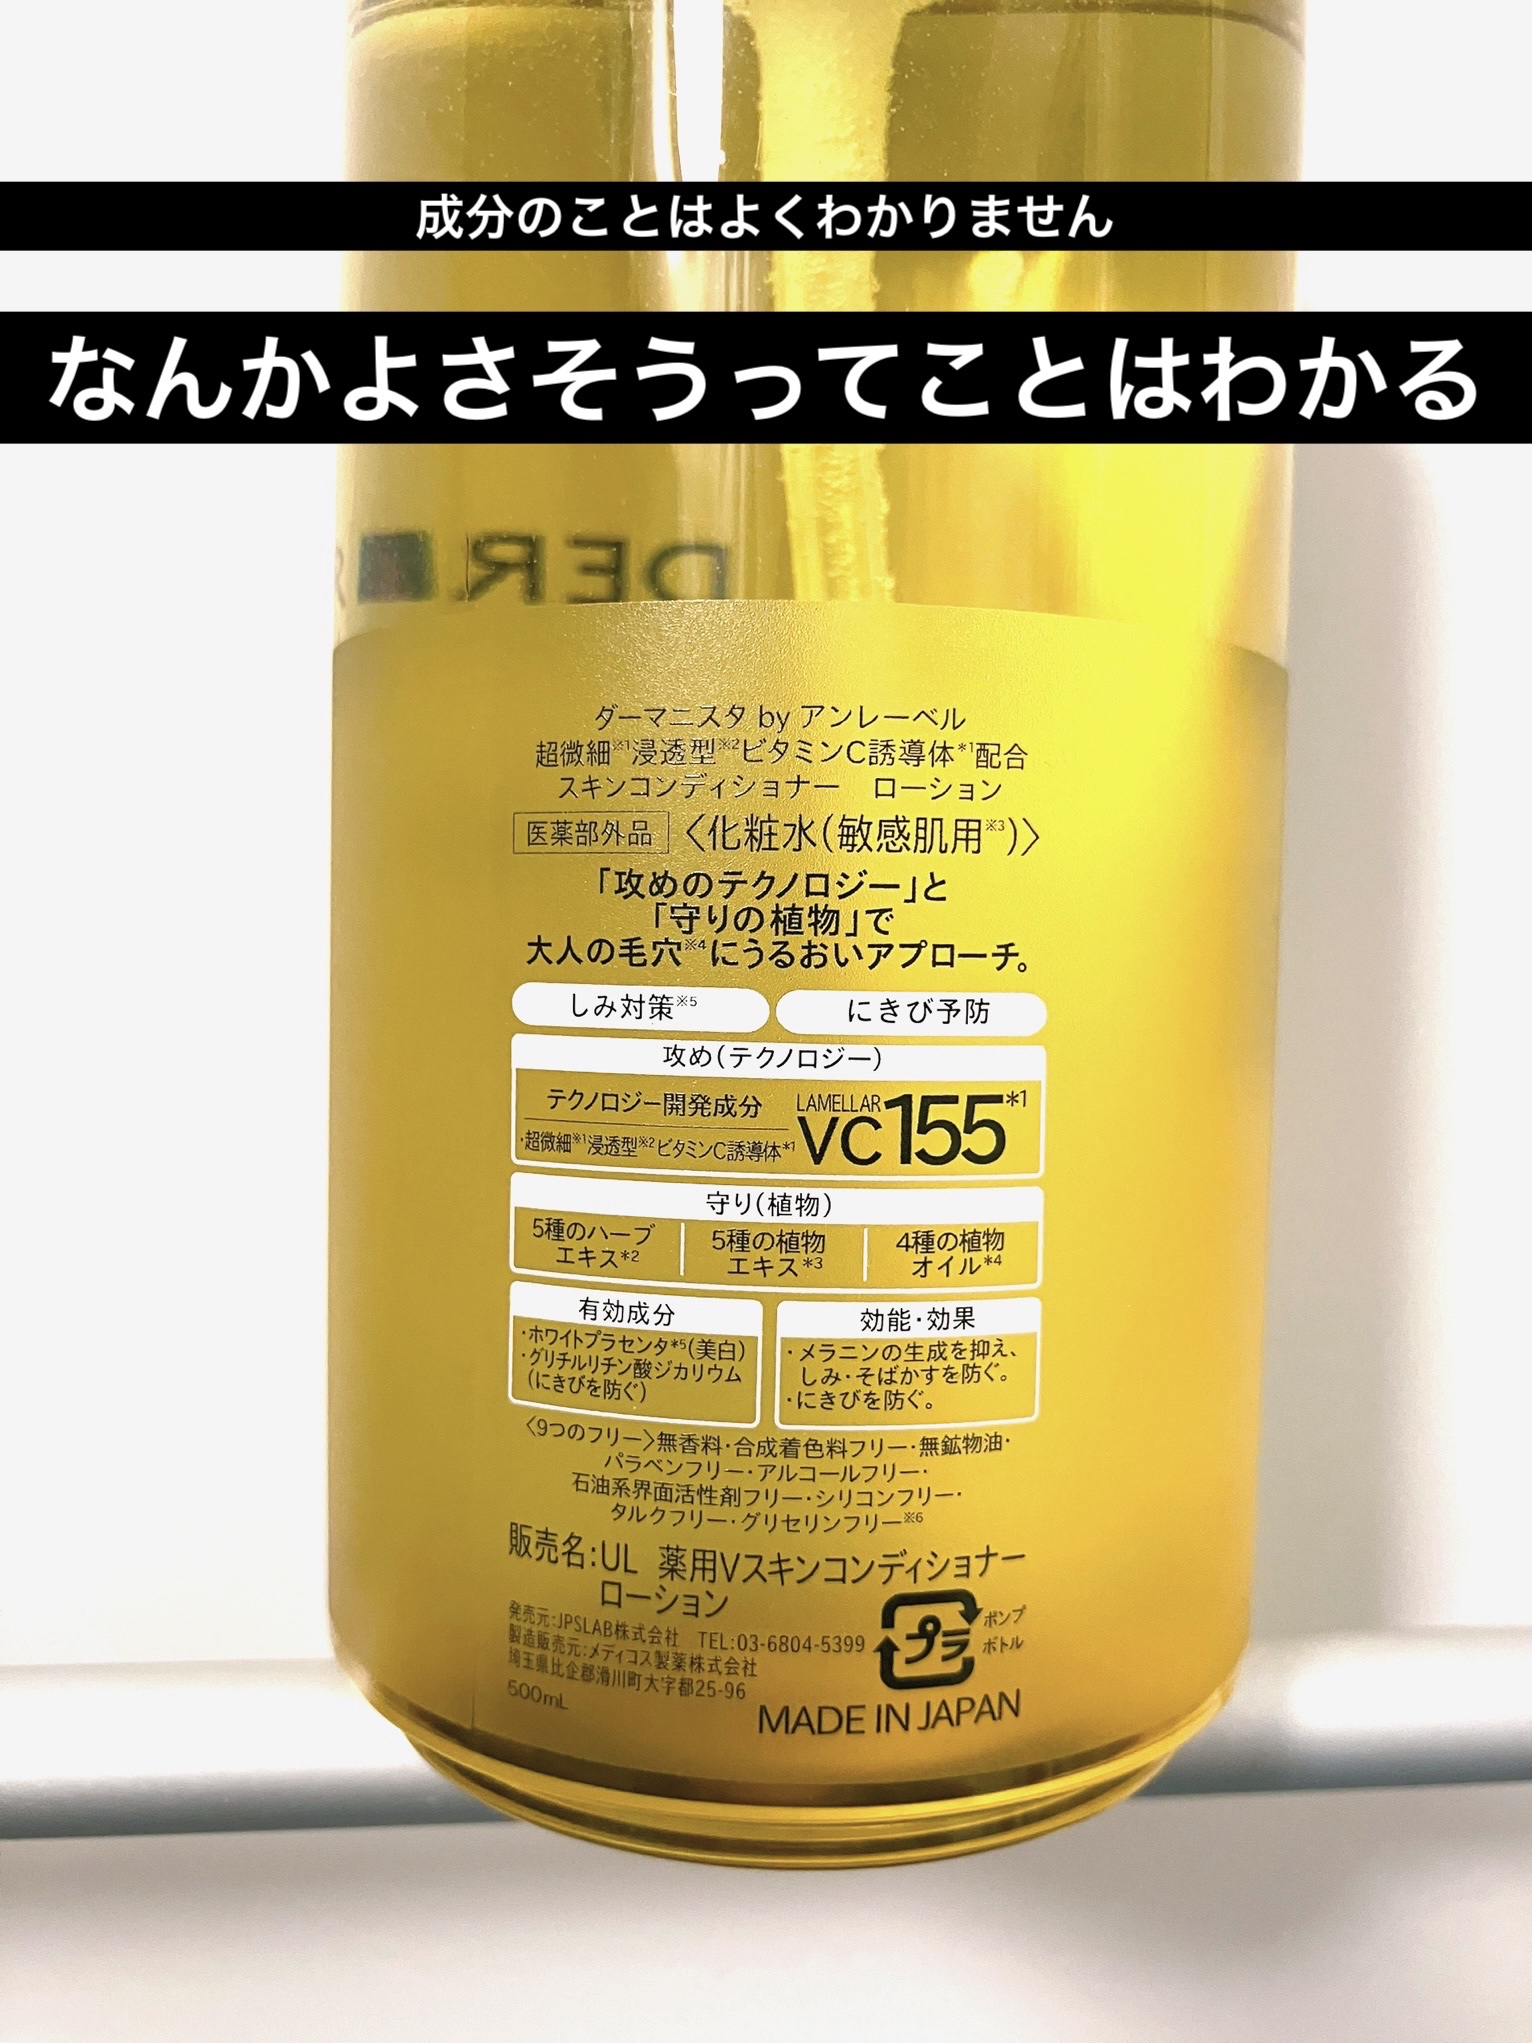 成分のことはよくわかりません
なんかよさそうってことはわかる
DER
ダーマニスタ by アンレーベル
超微細※1浸透型※2ビタミンC誘導体*1配合
スキンコンディショナー　ローション
医薬部外品 〈化粧水(敏感肌用※3)〉
「攻めのテクノロジー」と
「守りの植物」で
大人の毛穴※4にうるおいアプローチ。
しみ対策※5 にきび予防
攻め(テクノロジー)
テクノロジー開発成分
・超微細※1浸透型※2ビタミンC誘導体*1
LAMELLAR
VC155*1
守り(植物)
5種のハーブ
エキス*2
5種の植物
エキス*3
4種の植物
オイル*4
有効成分
・ホワイトプラセンタ*5(美白)
・グリチルリチン酸ジカリウム
(にきびを防ぐ)
効能・効果
・メラニンの生成を抑え、
しみ・そばかすを防ぐ。
・にきびを防ぐ。
〈9つのフリー〉無香料・合成着色料フリー・無鉱物油・
パラベンフリー・アルコールフリー・
石油系界面活性剤フリー・シリコンフリー・
タルクフリー・グリセリンフリー※6
販売名:UL 薬用Vスキンコンディショナー
ローション
発売元:JPSLAB株式会社 TEL:03-6804-5399
製造販売元:メディコス製薬株式会社
埼玉県比企郡滑川町大字都25-96
500mL
プラ
ポンプ
ボトル
MADE IN JAPAN